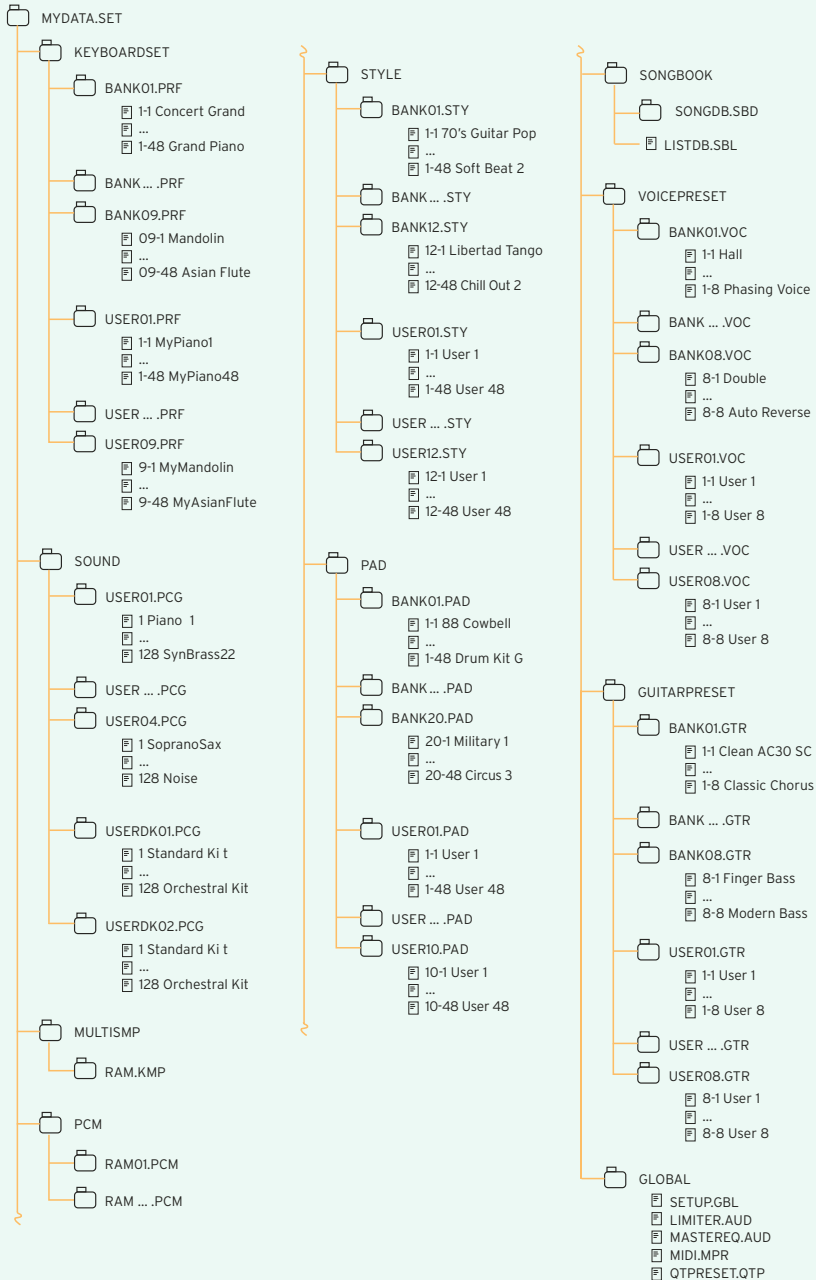 MYDATA.SET
KEYBOARDSET
BANK01.PRF
1-1 Concert Grand
...
1-48 Grand Piano
BANK ... .PRF
BANK09.PRF
09-1 Mandolin
...
09-48 Asian Flute
USER01.PRF
1-1 MyPiano1
...
1-48 MyPiano48
USER ... .PRF
USER09.PRF
9-1 MyMandolin
...
9-48 MyAsianFlute
SOUND
USER01.PCG
1 Piano 1
...
128 SynBrass22
USER ... .PCG
USER04.PCG
1 SopranoSax
...
128 Noise
USERDK01.PCG
1 Standard Ki t
...
128 Orchestral Kit
USERDK02.PCG
1 Standard Ki t
...
128 Orchestral Kit
MULTISMP
RAM.KMP
PCM
RAM01.PCM
RAM ... .PCM
STYLE
BANK01.STY
1-1 70's Guitar Pop
...
1-48 Soft Beat 2
BANK ... .STY
BANK12.STY
12-1 Libertad Tango
...
12-48 Chill Out 2
USER01.STY
1-1 User 1
...
1-48 User 48
USER ... .STY
USER12.STY
12-1 User 1
...
12-48 User 48
PAD
BANK01.PAD
1-1 88 Cowbell
...
1-48 Drum Kit G
BANK ... .PAD
BANK20.PAD
20-1 Military 1
...
20-48 Circus 3
USER01.PAD
1-1 User 1
...
1-48 User 48
USER ... .PAD
USER10.PAD
10-1 User 1
...
10-48 User 48
SONGBOOK
SONGDB.SBD
LISTDB.SBL
VOICEPRESET
BANK01.VOC
1-1 Hall
...
1-8 Phasing Voice
BANK ... .VOC
BANK08.VOC
8-1 Double
...
8-8 Auto Reverse
USER01.VOC
1-1 User 1
...
1-8 User 8
USER ... .VOC
USER08.VOC
8-1 User 1
...
8-8 User 8
GUITARPRESET
BANK01.GTR
1-1 Clean AC30 SC
...
1-8 Classic Chorus
BANK ... .GTR
BANK08.GTR
8-1 Finger Bass
...
8-8 Modern Bass
USER01.GTR
1-1 User 1
...
1-8 User 8
USER ... .GTR
USER08.GTR
8-1 User 1
...
8-8 User 8
GLOBAL
SETUP.GBL
LIMITER.AUD
MASTEREQ.AUD
MIDI.MPR
QTPRESET.QTP